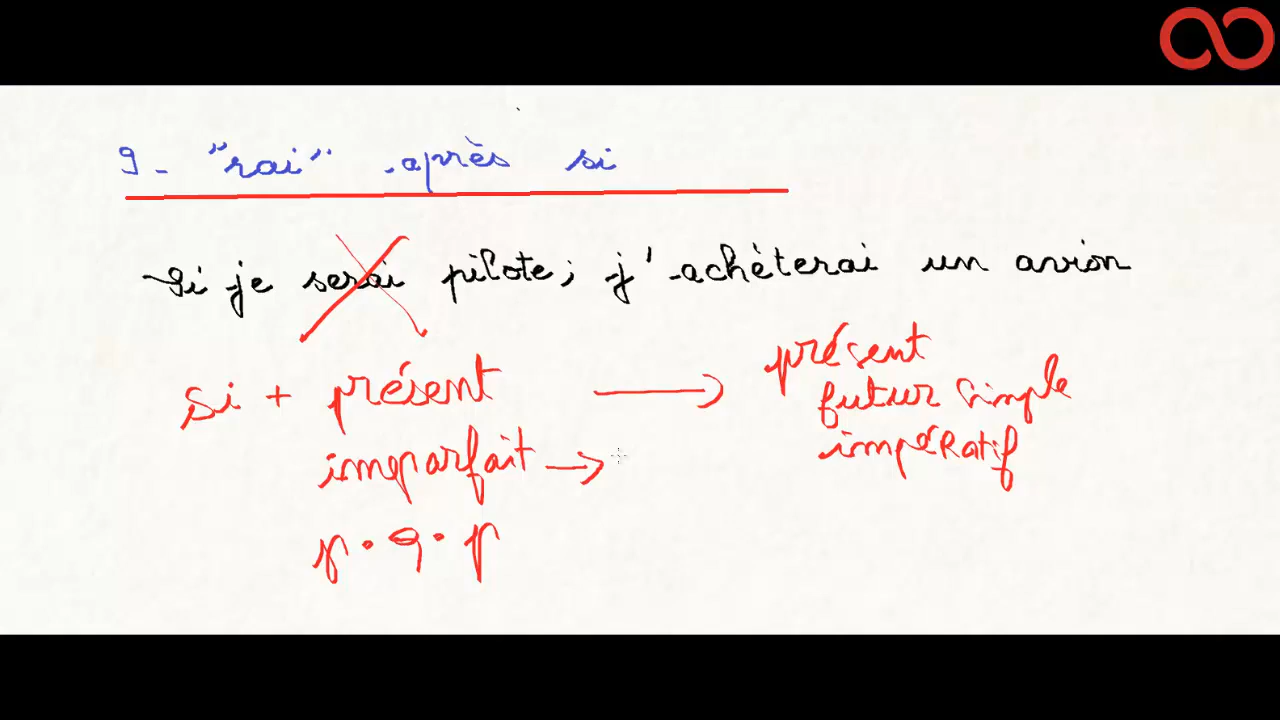 9- "rai" après si
Si je serai pilote, j'achèterai un avion
si + présent → présent
futur simple
imparfait → impératif
p.q.p